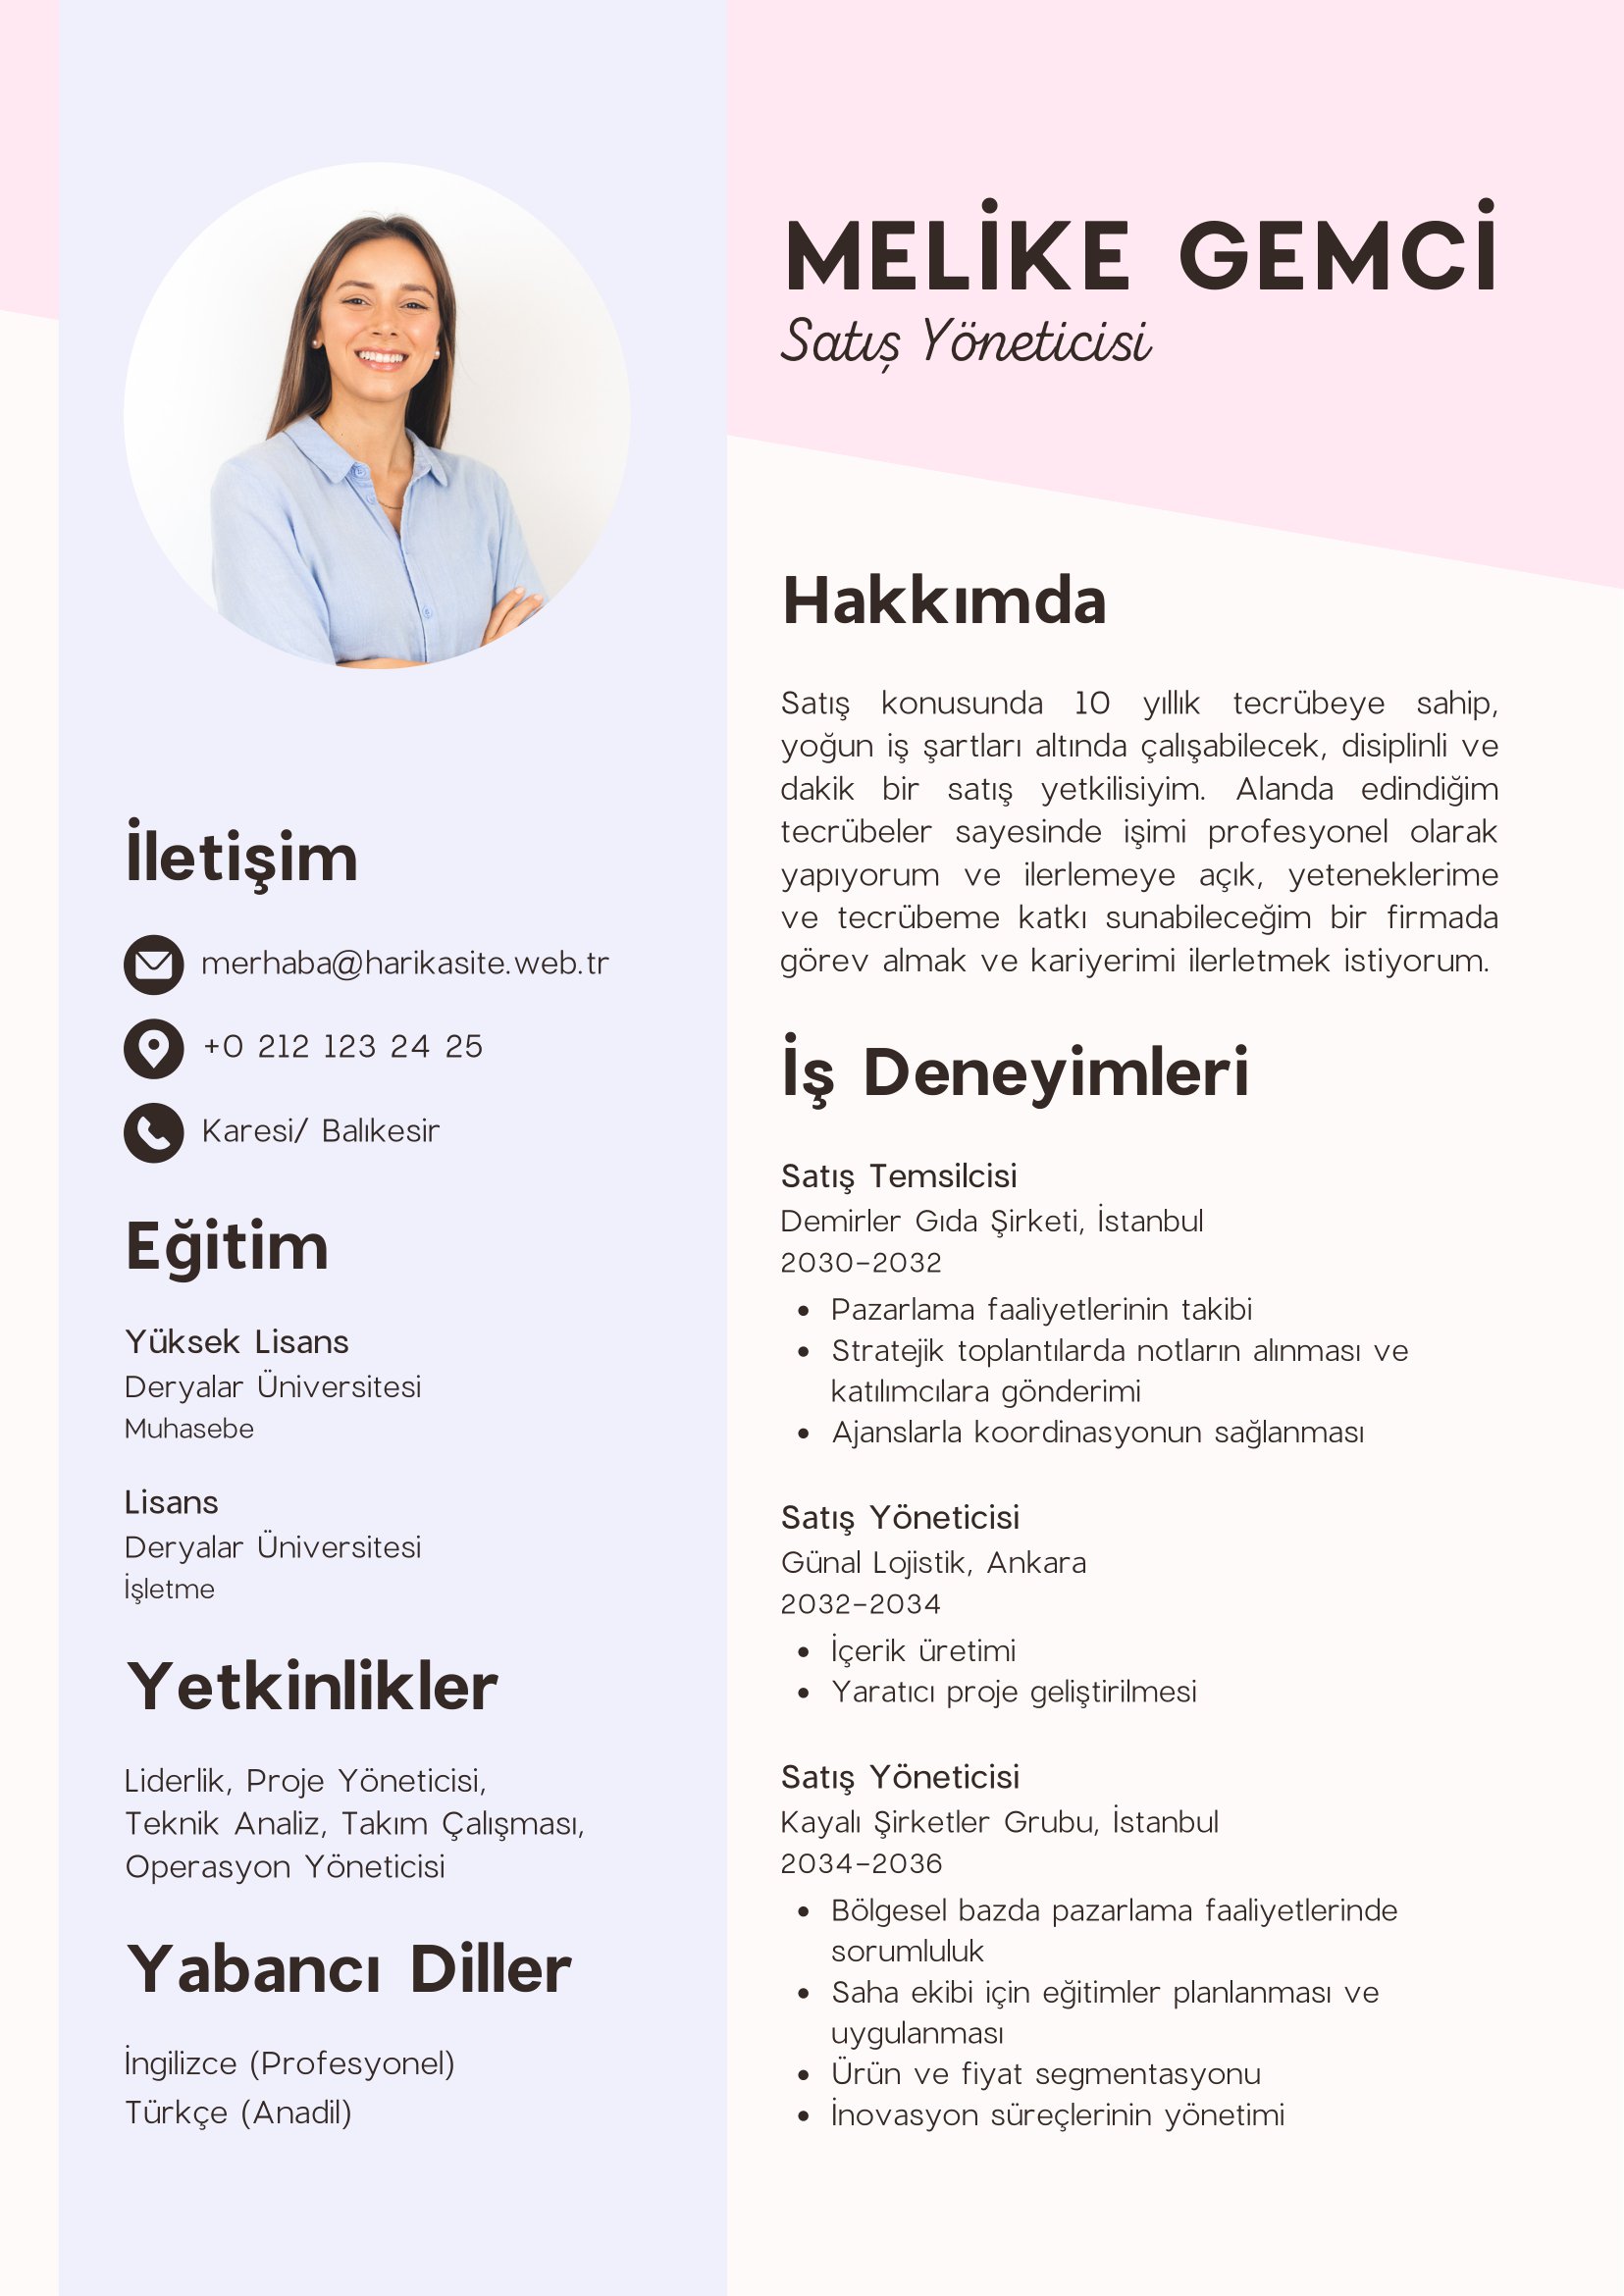 MELİKE GEMCİ
Satış Yöneticisi
İletişim
merhaba@harikasite.web.tr
+0 212 123 24 25
Karesi/ Balıkesir
Eğitim
Yüksek Lisans
Deryalar Üniversitesi
Muhasebe
Lisans
Deryalar Üniversitesi
İşletme
Yetkinlikler
Liderlik, Proje Yöneticisi,
Teknik Analiz, Takım Çalışması,
Operasyon Yöneticisi
Yabancı Diller
İngilizce (Profesyonel)
Türkçe (Anadil)
Hakkımda
Satış konusunda 10 yıllık tecrübeye sahip,
yoğun iş şartları altında çalışabilecek, disiplinli ve
dakik bir satış yetkilisiyim. Alanda edindiğim
tecrübeler sayesinde işimi profesyonel olarak
yapıyorum ve ilerlemeye açık, yeteneklerime
ve tecrübeme katkı sunabileceğim bir firmada
görev almak ve kariyerimi ilerletmek istiyorum.
İş Deneyimleri
Satış Temsilcisi
Demirler Gıda Şirketi, İstanbul
2030-2032
• Pazarlama faaliyetlerinin takibi
• Stratejik toplantılarda notların alınması ve
katılımcılara gönderimi
• Ajanslarla koordinasyonun sağlanması
Satış Yöneticisi
Günal Lojistik, Ankara
2032-2034
• İçerik üretimi
• Yaratıcı proje geliştirilmesi
Satış Yöneticisi
Kayalı Şirketler Grubu, İstanbul
2034-2036
• Bölgesel bazda pazarlama faaliyetlerinde
sorumluluk
• Saha ekibi için eğitimler planlanması ve
uygulanması
• Ürün ve fiyat segmentasyonu
• İnovasyon süreçlerinin yönetimi